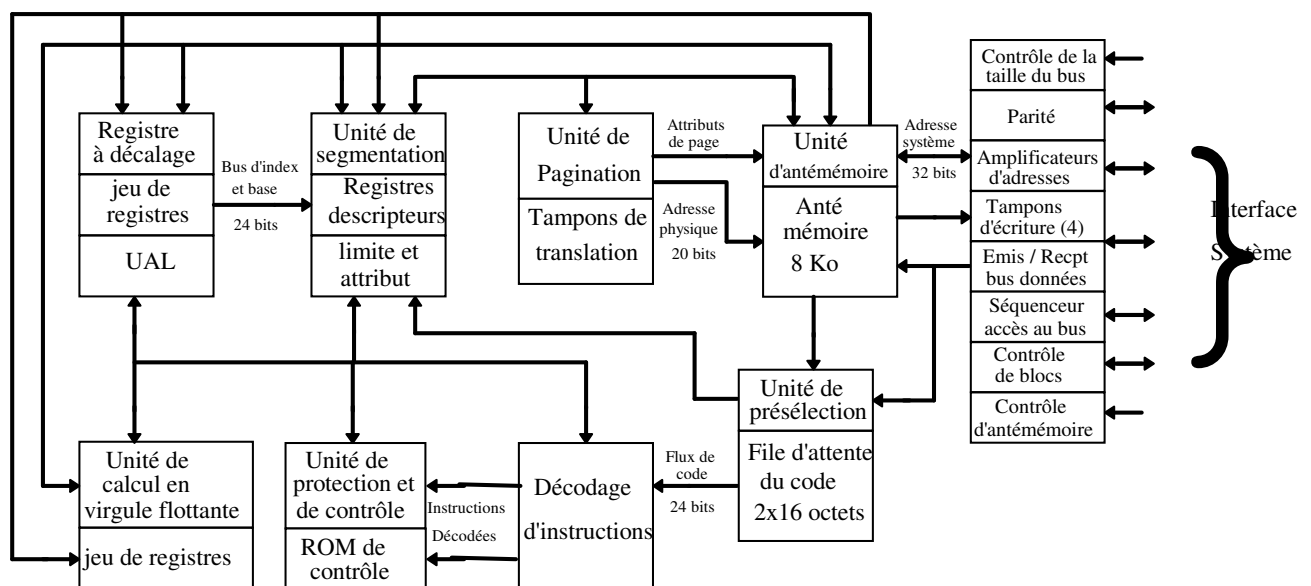 Contrôle de la
taille du bus
Parité
Amplificateurs
d'adresses
Tampons
d'écriture (4)
Emis / Recpt
bus données
Séquenceur
accès au bus
Contrôle
de blocs
Contrôle
d'antémémoire
Interface
Système
Registre
à décalage
jeu de
registres
UAL
Bus d'index
et base
24 bits
Unité de
segmentation
Registres
descripteurs
limite et
attribut
Unité de
Pagination
Tampons de
translation
Attributs
de page
Adresse
physique
20 bits
Unité
d'antémémoire
Anté
mémoire
8 Ko
Adresse
système
32 bits
Unité de
présélection
File d'attente
du code
2x16 octets
Flux de
code
24 bits
Décodage
d'instructions
Instructions
Décodées
Unité de
protection et
de contrôle
ROM de
contrôle
Unité de
calcul en
virgule flottante
jeu de registres